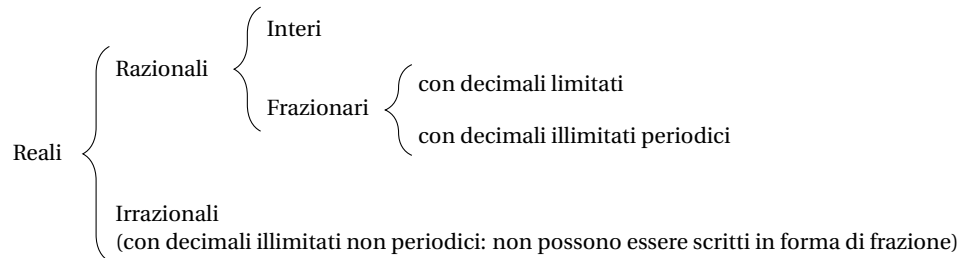 Interi
Razionali
con decimali limitati
Frazionari
con decimali illimitati periodici
Reali
Irrazionali
(con decimali illimitati non periodici: non possono essere scritti in forma di frazione)